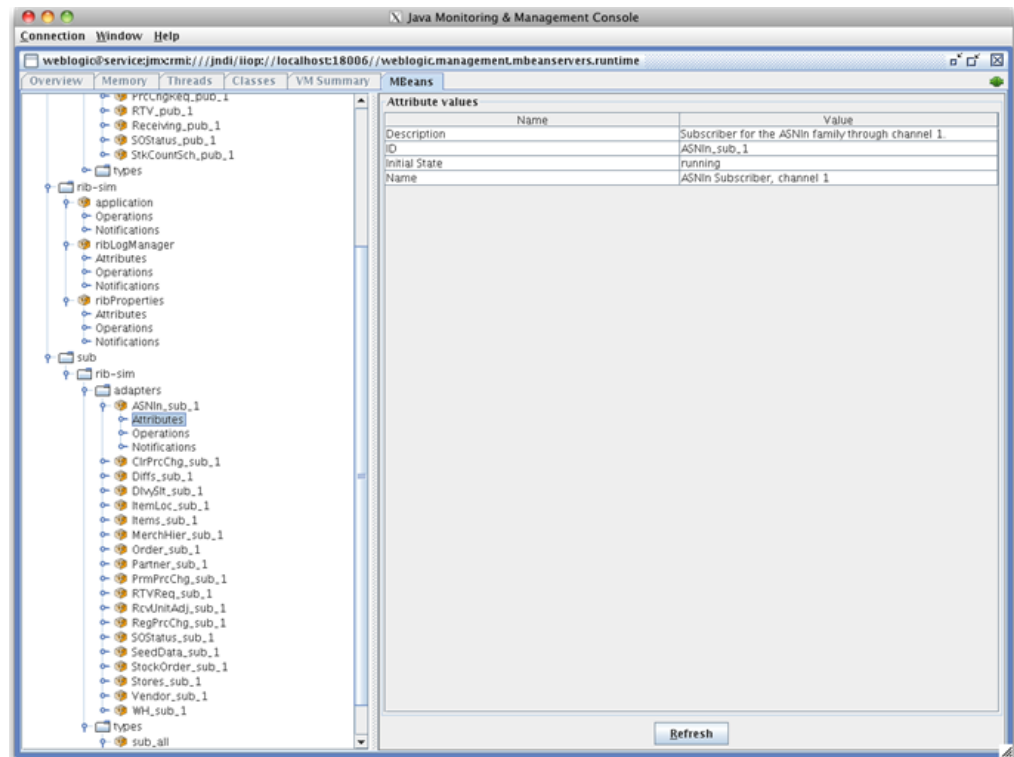 Java Monitoring & Management Console
Connection Window Help
weblogic@service:jmx:rmi:///jndi/iiop://localhost:18006//weblogic.management.mbeanservers.runtime
Overview Memory Threads Classes VM Summary MBeans
PrcChgReq_pub_1
RTV_pub_1
Receiving_pub_1
SOStatus_pub_1
StkCountSch_pub_1
types
rib-sim
application
Operations
Notifications
ribLogManager
Attributes
Operations
Notifications
ribProperties
Attributes
Operations
Notifications
sub
rib-sim
adapters
ASNIn_sub_1
Attributes
Operations
Notifications
ClrPrcChg_sub_1
Diffs_sub_1
DlvySlt_sub_1
ItemLoc_sub_1
Items_sub_1
MerchHier_sub_1
Order_sub_1
Partner_sub_1
PrmPrcChg_sub_1
RTVReq_sub_1
RcvUnitAdj_sub_1
RegPrcChg_sub_1
SOStatus_sub_1
SeedData_sub_1
StockOrder_sub_1
Stores_sub_1
Vendor_sub_1
WH_sub_1
types
sub_all
Attribute values
Name Value
Description Subscriber for the ASNIn family through channel 1.
ID ASNIn_sub_1
Initial State running
Name ASNIn Subscriber, channel 1
Refresh